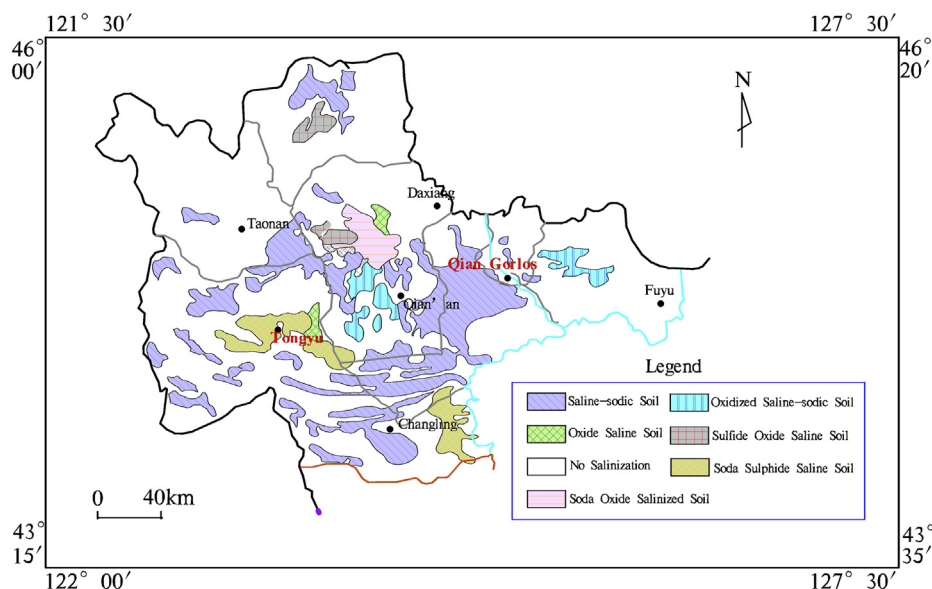 121° 30′
127° 30′
46°
00′
46°
20′
N
Daxiang
Taonan
Qian Gorlos
Qian’ an
Fuyu
Tongyu
Legend
Saline-sodic Soil
Oxidized Saline-sodic Soil
Oxide Saline Soil
Sulfide Oxide Saline Soil
Changling
No Salinization
Soda Sulphide Saline Soil
Soda Oxide Salinized Soil
0 40km
43°
15′
43°
35′
122° 00′
127° 30′